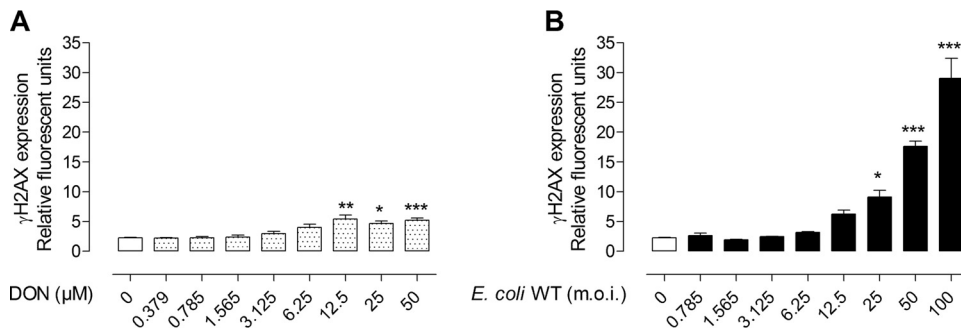 A
γH2AX expression
Relative fluorescent units
35
30
25
20
15
10
5
0
** * ***
DON (µM)
0 0.379 0.785 1.565 3.125 6.25 12.5 25 50
B
γH2AX expression
Relative fluorescent units
35
30
25
20
15
10
5
0
* *** ***
E. coli WT (m.o.i.)
0 0.785 1.565 3.125 6.25 12.5 25 50 100